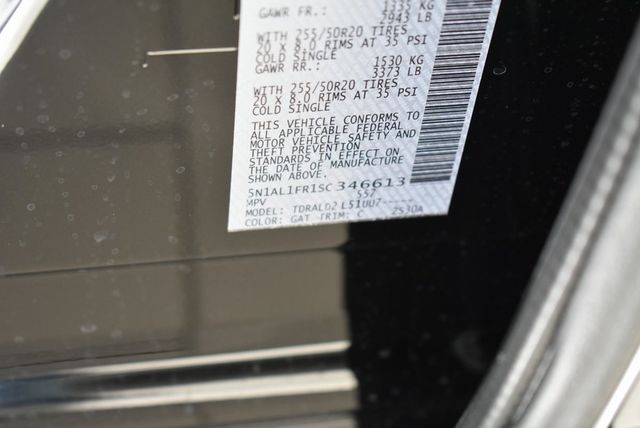 GAWR FR.: 1335 KG
2943 LB
WITH 255/50R20 TIRES
20 X 8.0 RIMS AT 35 PSI
COLD SINGLE
GAWR RR.: 1530 KG
3373 LB
WITH 255/50R20 TIRES
20 X 8.0 RIMS AT 35 PSI
COLD SINGLE
THIS VEHICLE CONFORMS TO
ALL APPLICABLE FEDERAL
MOTOR VEHICLE SAFETY AND
THEFT PREVENTION
STANDARDS IN EFFECT ON
THE DATE OF MANUFACTURE
SHOWN ABOVE.
5N1AL1FR1SC346613
MPV 557
MODEL: TDRALD2 L51UU7----
COLOR: GAT TRIM: C 2530A